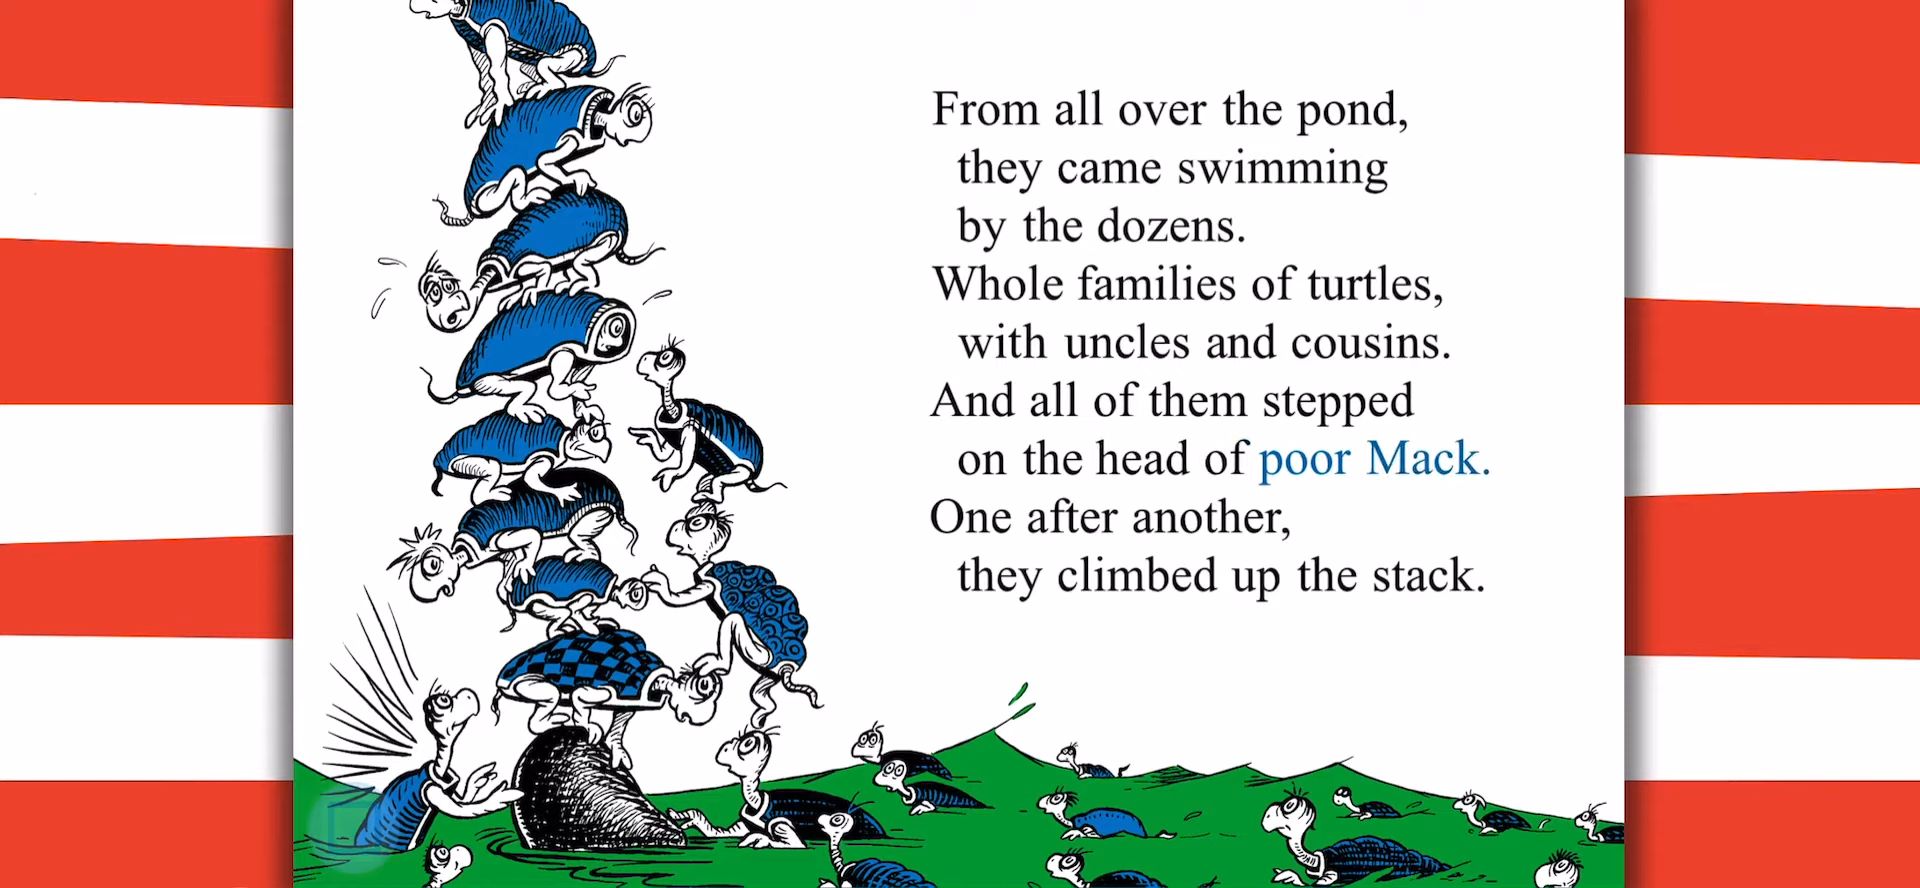 From all over the pond,
they came swimming
by the dozens.
Whole families of turtles,
with uncles and cousins.
And all of them stepped
on the head of poor Mack.
One after another,
they climbed up the stack.